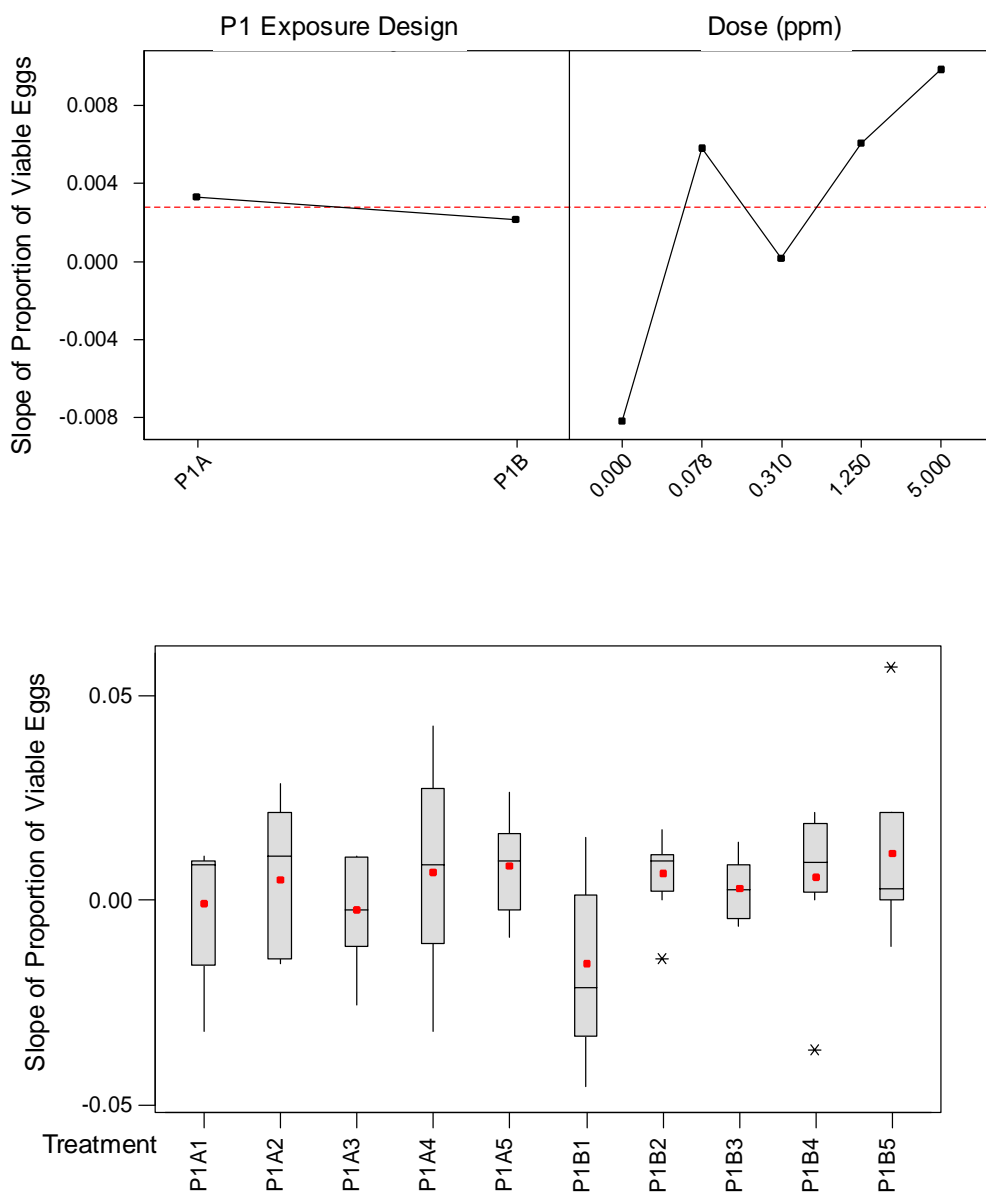 P1 Exposure Design
Dose (ppm)
Slope of Proportion of Viable Eggs
0.008
0.004
0.000
-0.004
-0.008
P1A
P1B
0.000
0.078
0.310
1.250
5.000
Slope of Proportion of Viable Eggs
0.05
0.00
-0.05
Treatment
P1A1
P1A2
P1A3
P1A4
P1A5
P1B1
P1B2
P1B3
P1B4
P1B5